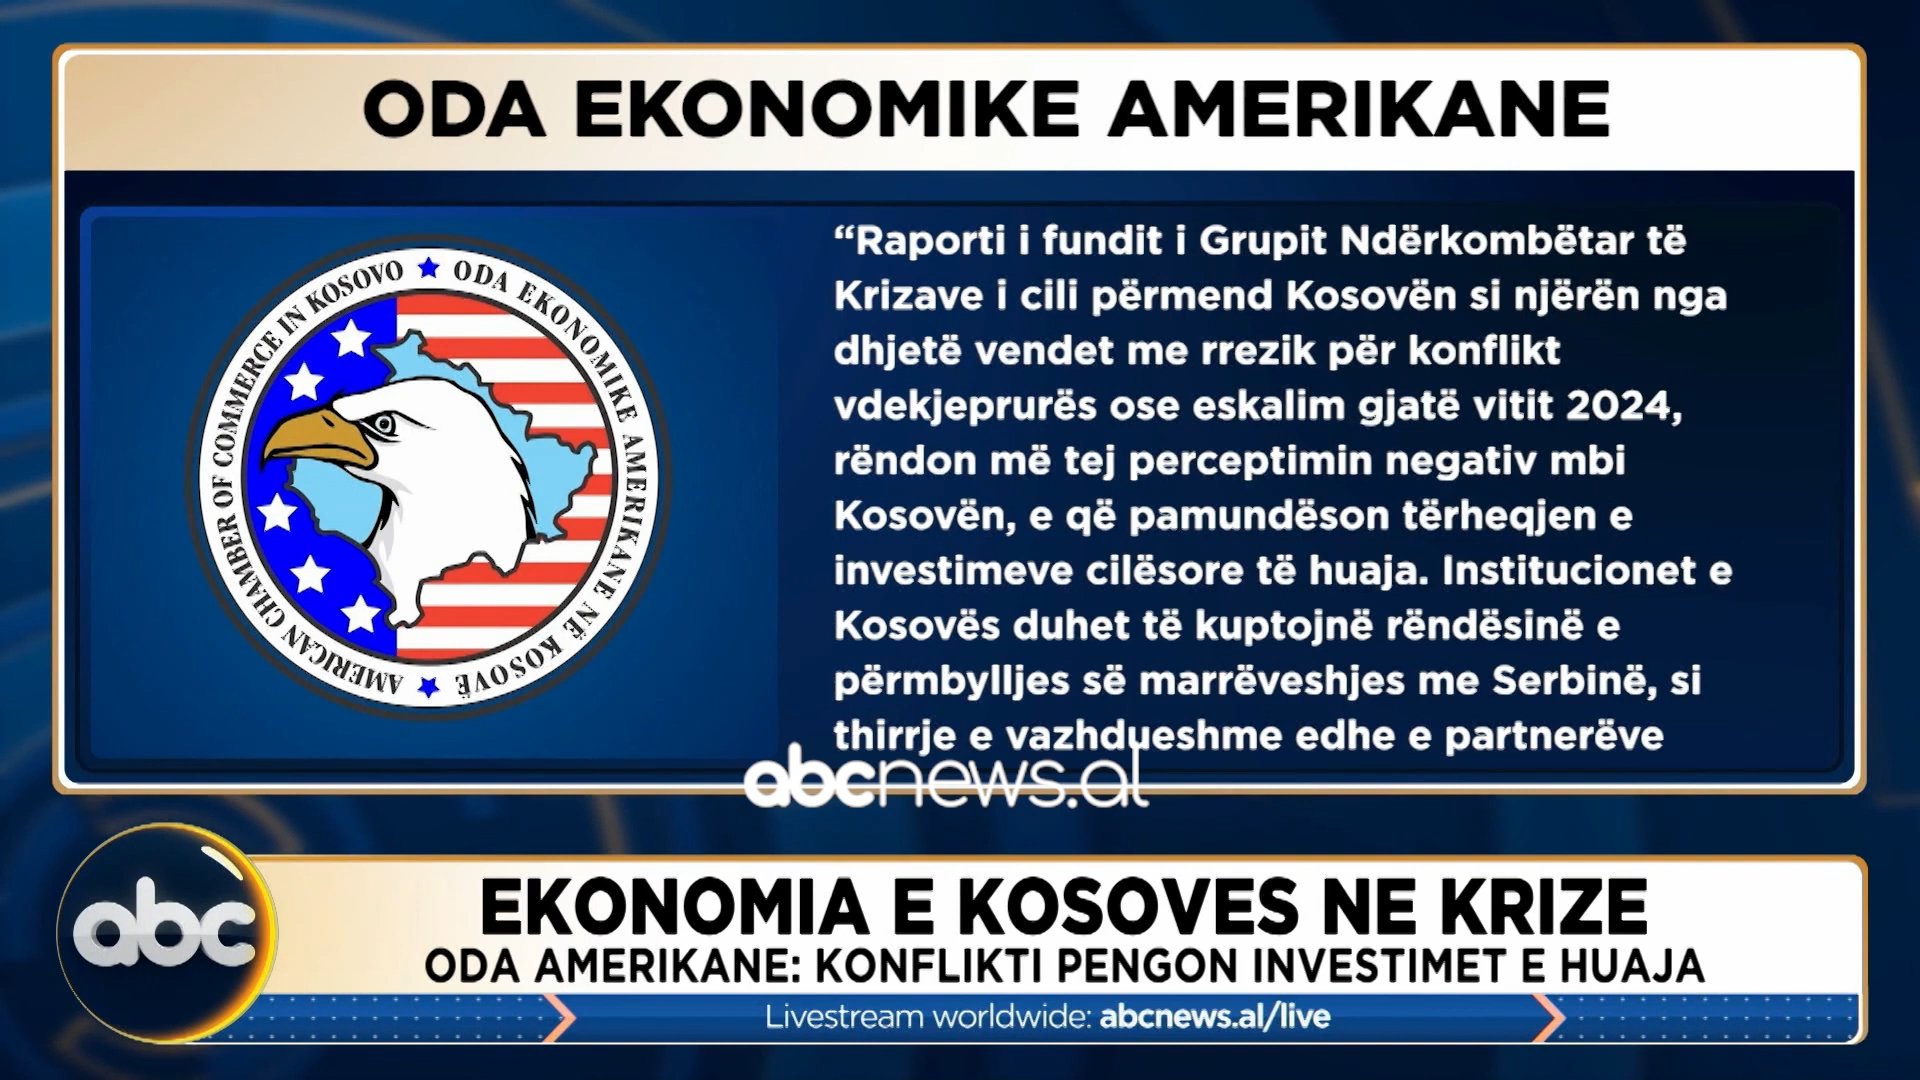 ODA EKONOMIKE AMERIKANE
AMERICAN CHAMBER OF COMMERCE IN KOSOVO
ODA EKONOMIKE AMERIKANE NË KOSOVË
“Raporti i fundit i Grupit Ndërkombëtar të
Krizave i cili përmend Kosovën si njërën nga
dhjetë vendet me rrezik për konflikt
vdekjeprurës ose eskalim gjatë vitit 2024,
rëndon më tej perceptimin negativ mbi
Kosovën, e që pamundëson tërheqjen e
investimeve cilësore të huaja. Institucionet e
Kosovës duhet të kuptojnë rëndësinë e
përmbylljes së marrëveshjes me Serbinë, si
thirrje e vazhdueshme edhe e partnerëve
abcnews.al
abc
EKONOMIA E KOSOVES NE KRIZE
ODA AMERIKANE: KONFLIKTI PENGON INVESTIMET E HUAJA
Livestream worldwide: abcnews.al/live